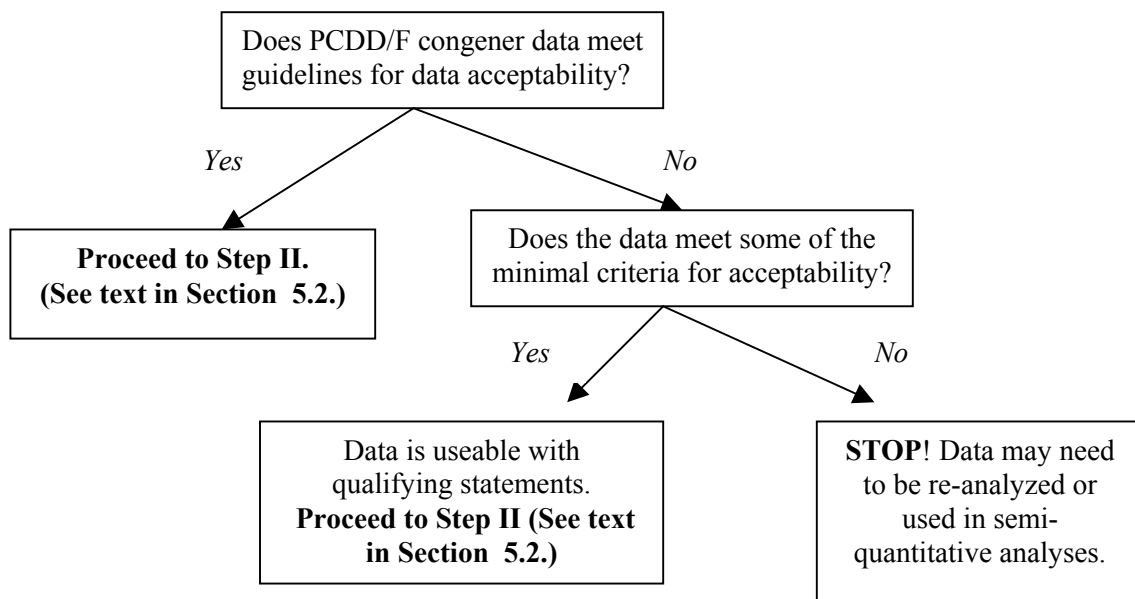 Does PCDD/F congener data meet
guidelines for data acceptability?
Yes
No
Proceed to Step II.
(See text in Section 5.2.)
Does the data meet some of the
minimal criteria for acceptability?
Yes
No
Data is useable with
qualifying statements.
Proceed to Step II (See text
in Section 5.2.)
STOP! Data may need
to be re-analyzed or
used in semi-
quantitative analyses.